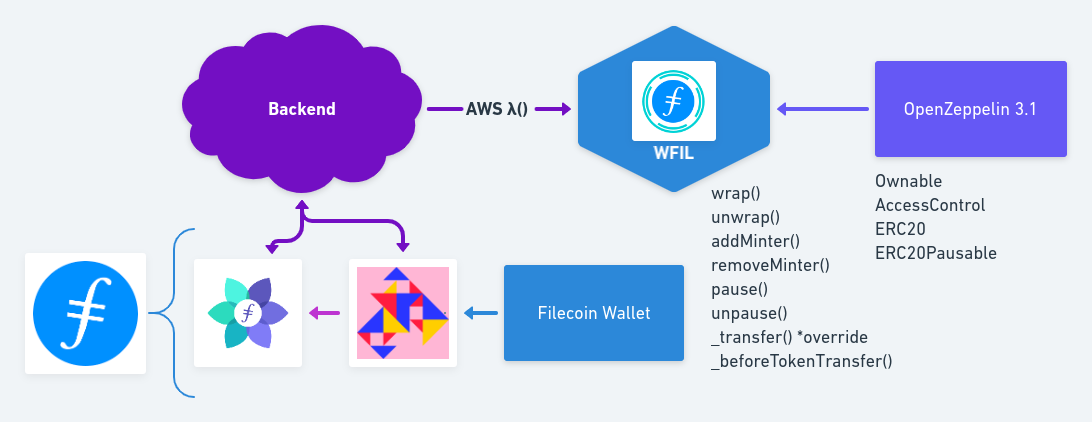 Backend
AWS λ()
WFIL
OpenZeppelin 3.1
Ownable
AccessControl
ERC20
ERC20Pausable
wrap()
unwrap()
addMinter()
removeMinter()
pause()
unpause()
_transfer() *override
_beforeTokenTransfer()
Filecoin Wallet